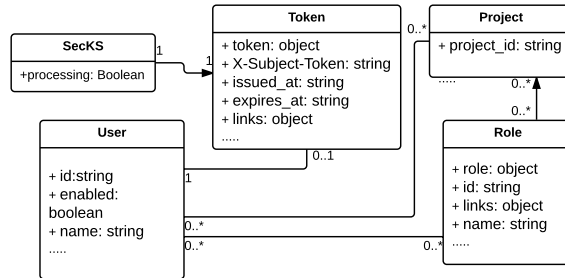 SecKS
+processing: Boolean
1
1
Token
+ token: object
+ X-Subject-Token: string
+ issued_at: string
+ expires_at: string
+ links: object
.....
0..1
0..*
Project
+ project_id: string
.....
0..*
0..*
User
+ id:string
+ enabled:
boolean
+ name: string
.....
1
0..*
0..*
0..*
Role
+ role: object
+ id: string
+ links: object
+ name: string
.....